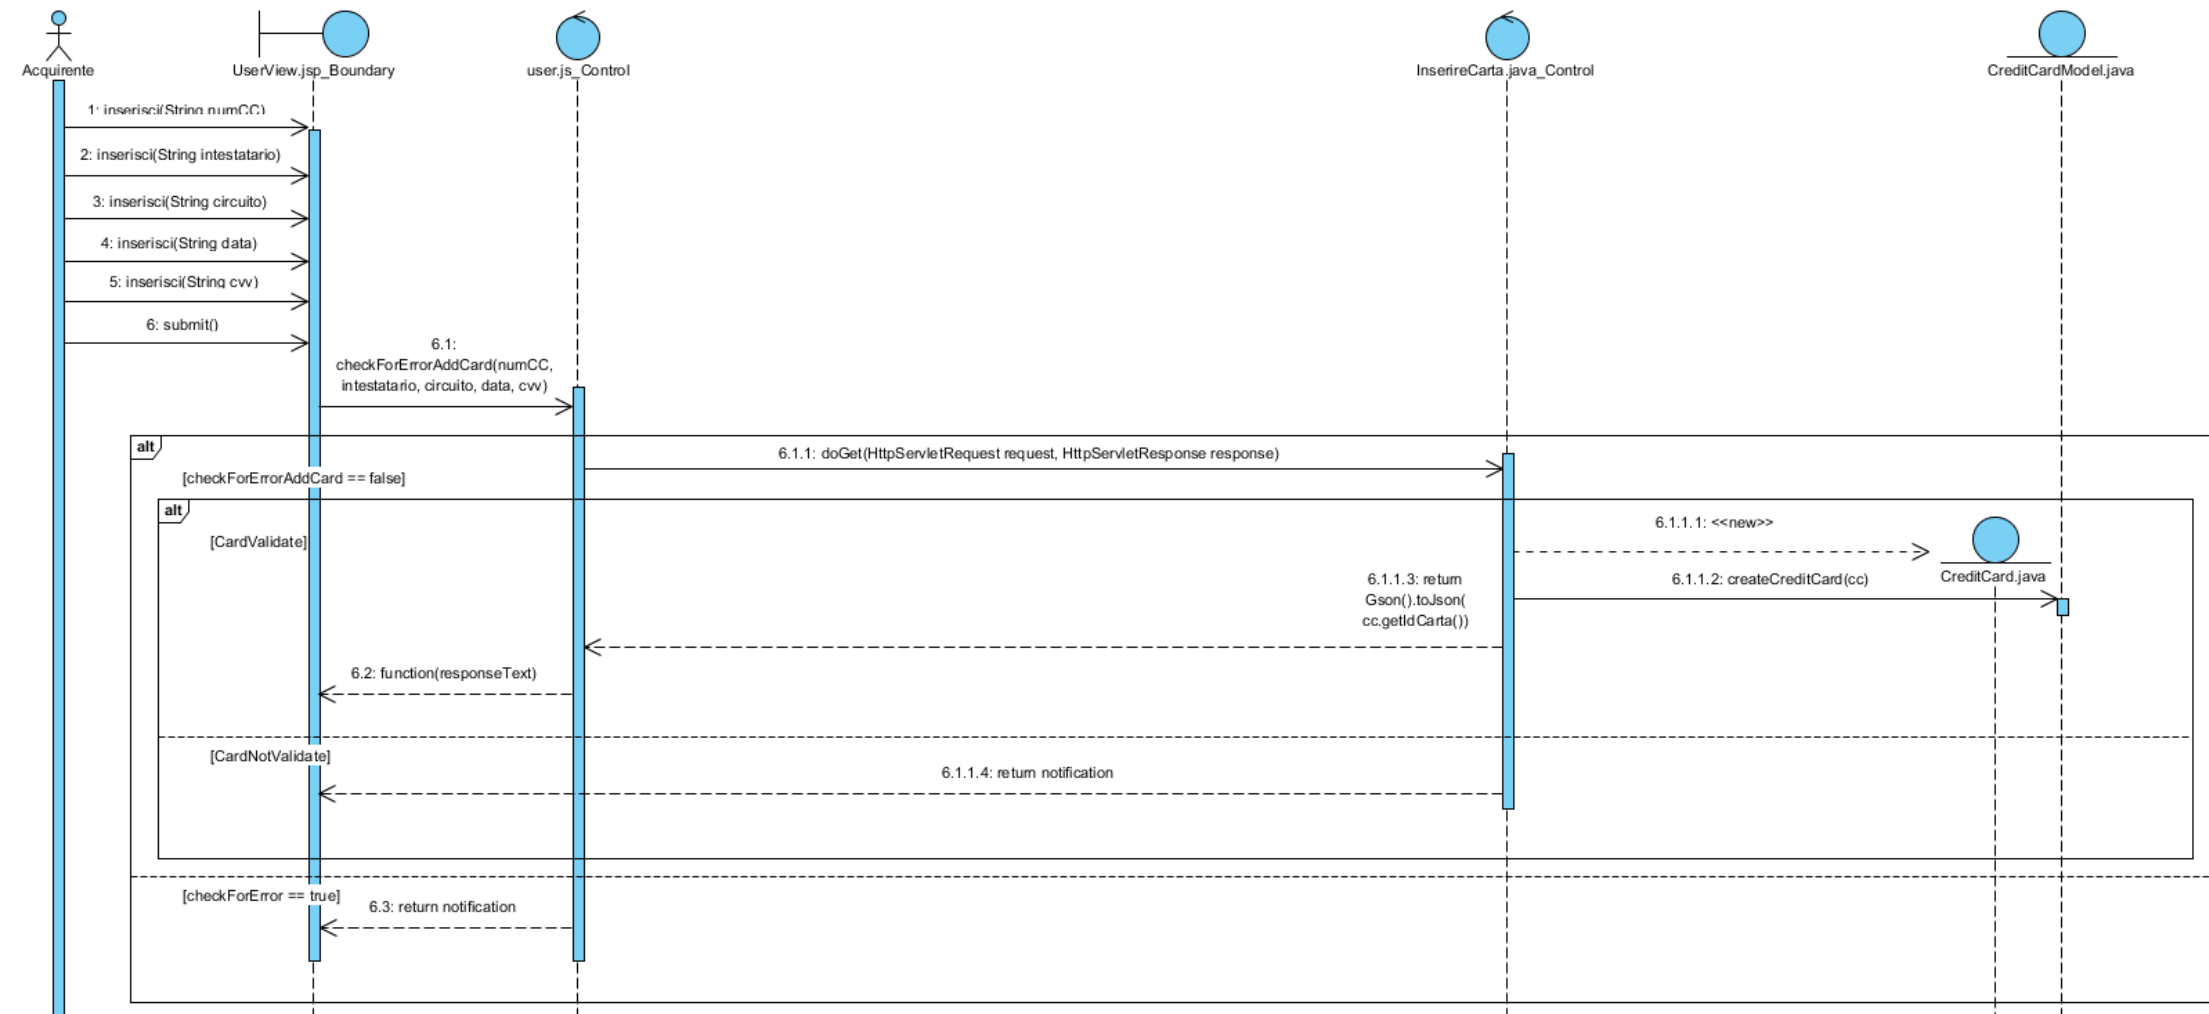 Acquirente
UserView.jsp_Boundary
user.js_Control
InserireCarta.java_Control
CreditCardModel.java
1: inserisci(String numCC)
2: inserisci(String intestatario)
3: inserisci(String circuito)
4: inserisci(String data)
5: inserisci(String cvv)
6: submit()
6.1:
checkForErrorAddCard(numCC,
intestatario, circuito, data, cvv)
alt
6.1.1: doGet(HttpServletRequest request, HttpServletResponse response)
[checkForErrorAddCard == false]
alt
6.1.1.1: <<new>>
[CardValidate]
CreditCard.java
6.1.1.3: return
Gson().toJson(
cc.getIdCarta())
6.1.1.2: createCreditCard(cc)
6.2: function(responseText)
[CardNotValidate]
6.1.1.4: return notification
[checkForError == true]
6.3: return notification